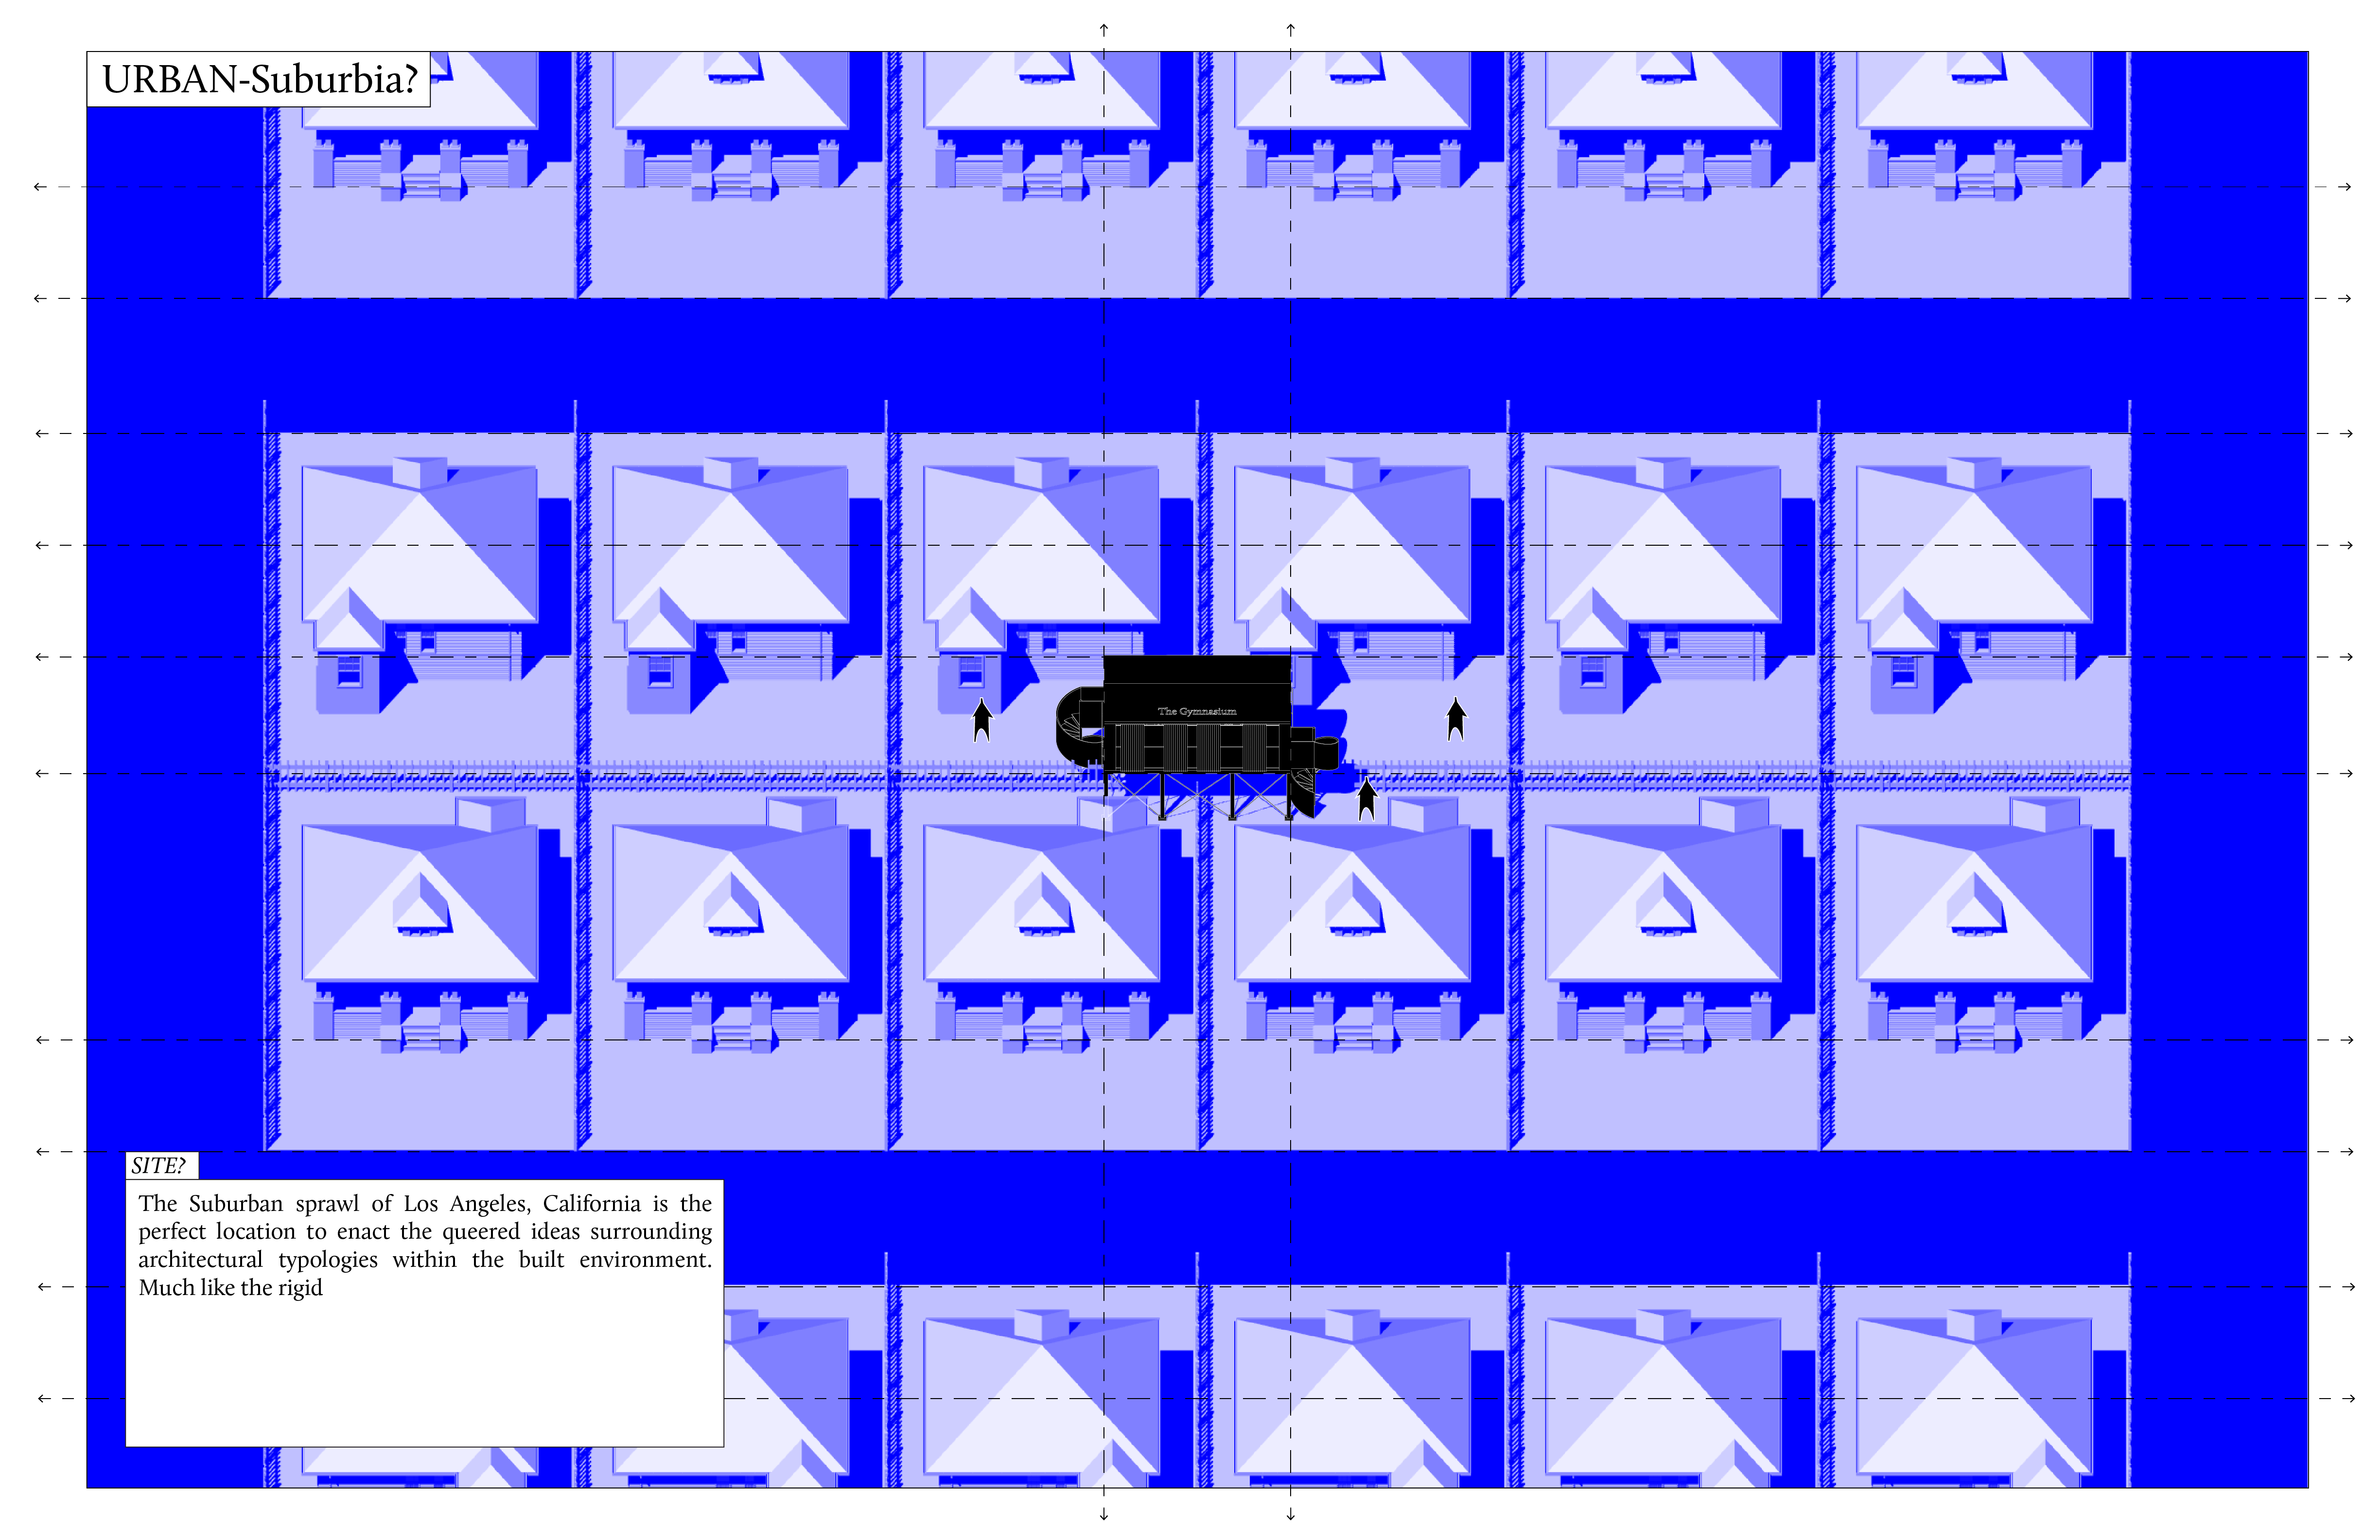 URBAN-Suburbia?
The Gymnasium
SITE?
The Suburban sprawl of Los Angeles, California is the
perfect location to enact the queered ideas surrounding
architectural typologies within the built environment.
Much like the rigid